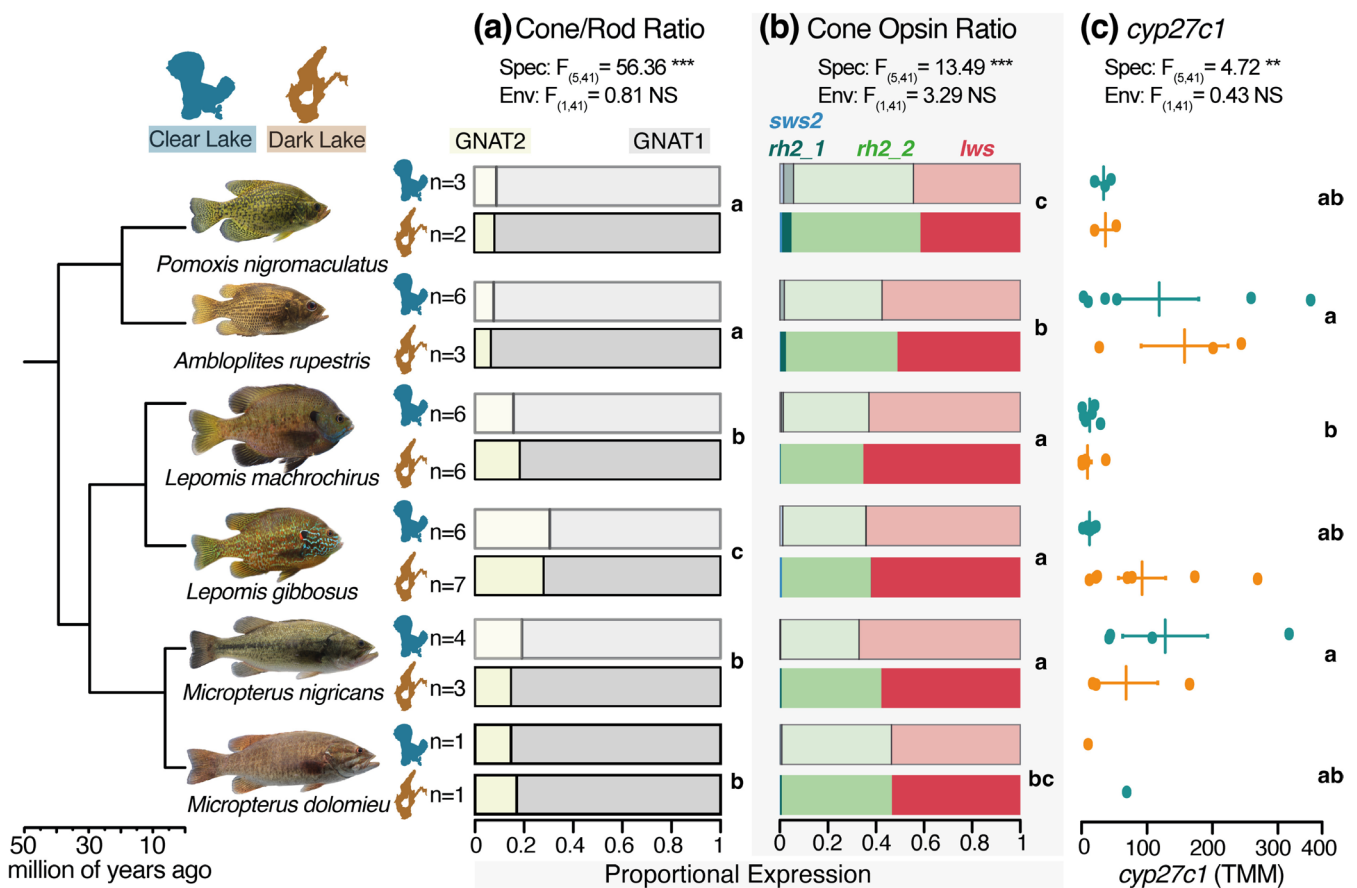 (a) Cone/Rod Ratio
Spec: F(5,41)= 56.36 ***
Env: F(1,41)= 0.81 NS
(b) Cone Opsin Ratio
Spec: F(5,41)= 13.49 ***
Env: F(1,41)= 3.29 NS
(c) cyp27c1
Spec: F(5,41)= 4.72 **
Env: F(1,41)= 0.43 NS
Clear Lake
Dark Lake
GNAT2
GNAT1
sws2
rh2_1
rh2_2
lws
n=3
n=2
a
c
ab
Pomoxis nigromaculatus
n=6
n=3
a
b
a
Ambloplites rupestris
n=6
n=6
b
a
b
Lepomis machrochirus
n=6
n=7
c
a
ab
Lepomis gibbosus
n=4
n=3
b
a
a
Micropterus nigricans
n=1
n=1
b
bc
ab
Micropterus dolomieu
50
30
10
million of years ago
0
0.2
0.4
0.6
0.8
1
0
0.2
0.4
0.6
0.8
1
Proportional Expression
0
100
200
300
400
cyp27c1 (TMM)